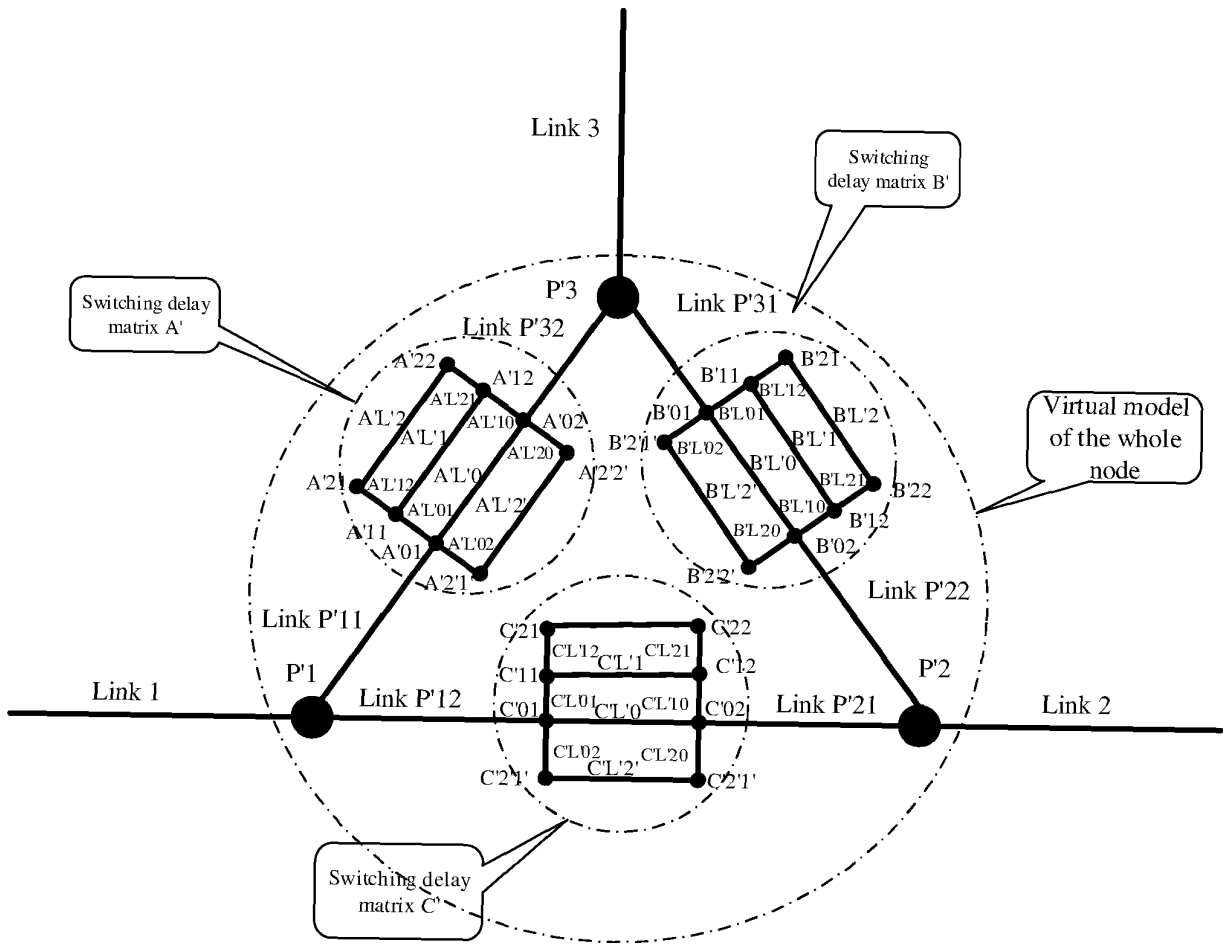 Link 3
Switching
delay matrix B'
P'3
Link P'31
Switching delay
matrix A'
Link P'32
A'22
A'12
B'21
B'11
A'L'21
B'L'12
A'L'2
A'L'10
A'02
B'01
B'L'01
B'L'2
A'L'1
B'L'1
Virtual model
of the whole
node
B'2'1'
B'L'02
A'L'20
A'L'0
B'L'0
A'2'2'
A'21
A'L'12
B'L'21
B'22
A'L'01
A'L'2'
B'L'2'
B'L'10
A'11
B'12
A'01
A'L'02
B'L'20
B'02
A'2'1'
B'2'2'
Link P'22
Link P'11
C'21
C'22
C'L'12
C'L'21
C'L'1
P'1
C'11
C'12
P'2
Link 1
Link P'12
C'L'01
C'L'10
Link P'21
Link 2
C'01
C'L'0
C'02
C'L'02
C'L'20
C'L'2'
C'2'1'
C'2'1'
Switching delay
matrix C'